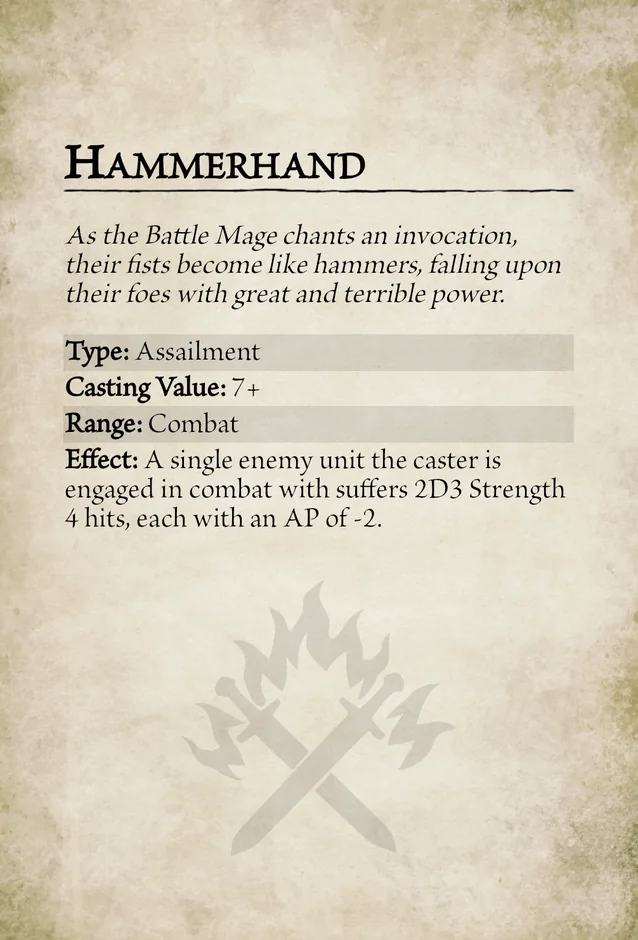 Hammerhand
As the Battle Mage chants an invocation,
their fists become like hammers, falling upon
their foes with great and terrible power.
Type: Assailment
Casting Value: 7+
Range: Combat
Effect: A single enemy unit the caster is
engaged in combat with suffers 2D3 Strength
4 hits, each with an AP of -2.